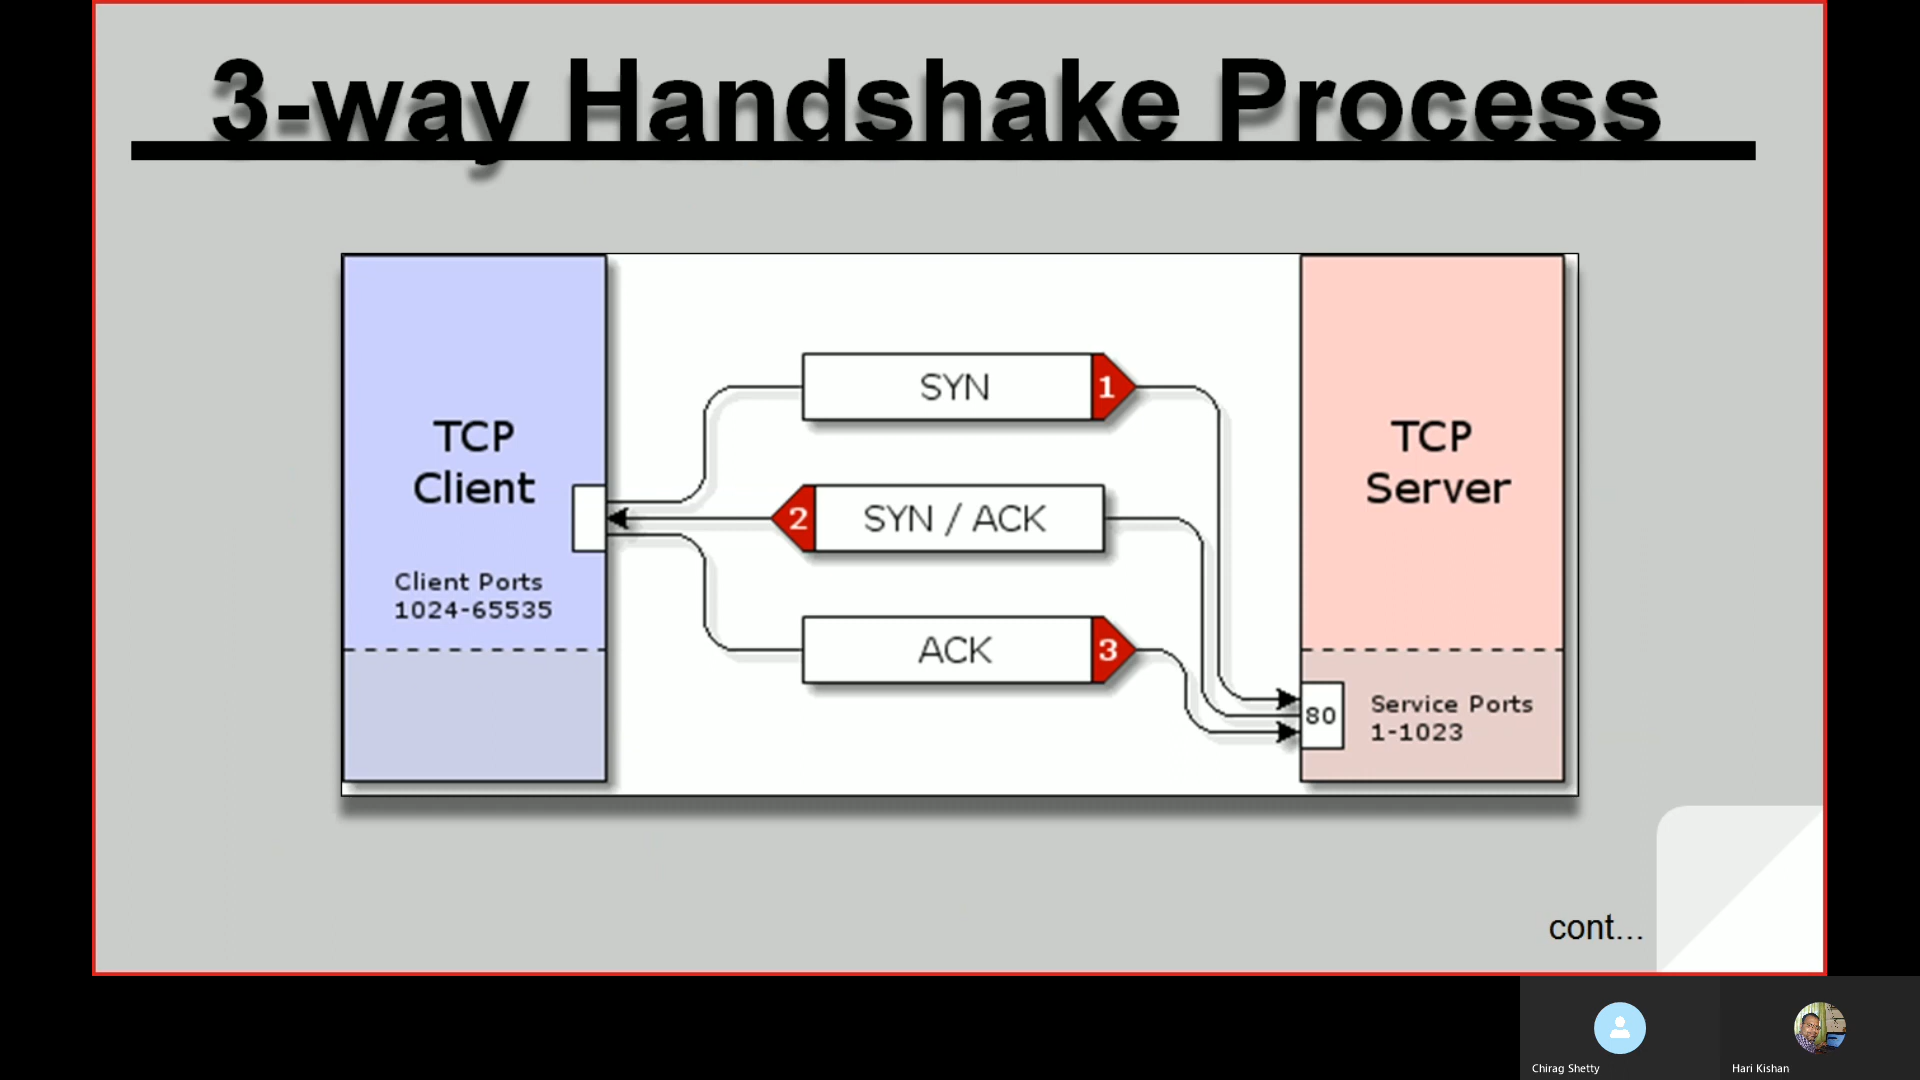 3-way Handshake Process
TCP
Client
Client Ports
1024-65535
SYN
1
2
SYN / ACK
ACK
3
TCP
Server
80
Service Ports
1-1023
cont...
Chirag Shetty
Hari Kishan